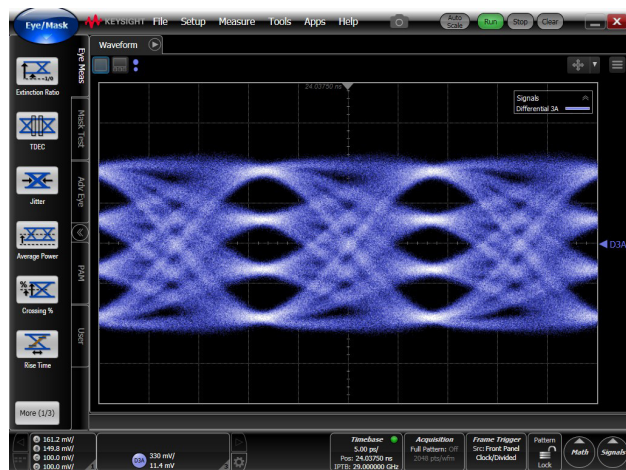 Eye/Mask
KEYSIGHT File Setup Measure Tools Apps Help
Auto Scale
Run Stop Clear
Waveform
Eye Meas
Mask Test
Adv Eye
PAM
User
Extinction Ratio
TDEC
Jitter
Average Power
Crossing %
Rise Time
More (1/3)
24.03750 ns
Signals
Differential 3A
D3A
A 161.2 mV/
B 149.8 mV/
C 100.0 mV/
D 100.0 mV/
D3A 330 mV/
11.4 mV
Timebase
5.00 ps/
Pos: 24.03750 ns
IPTB: 29.000000 GHz
Acquisition
Full Pattern: Off
2048 pts/wfm
Frame Trigger
Src: Front Panel
Clock/Divided
Pattern
Lock
Math
Signals